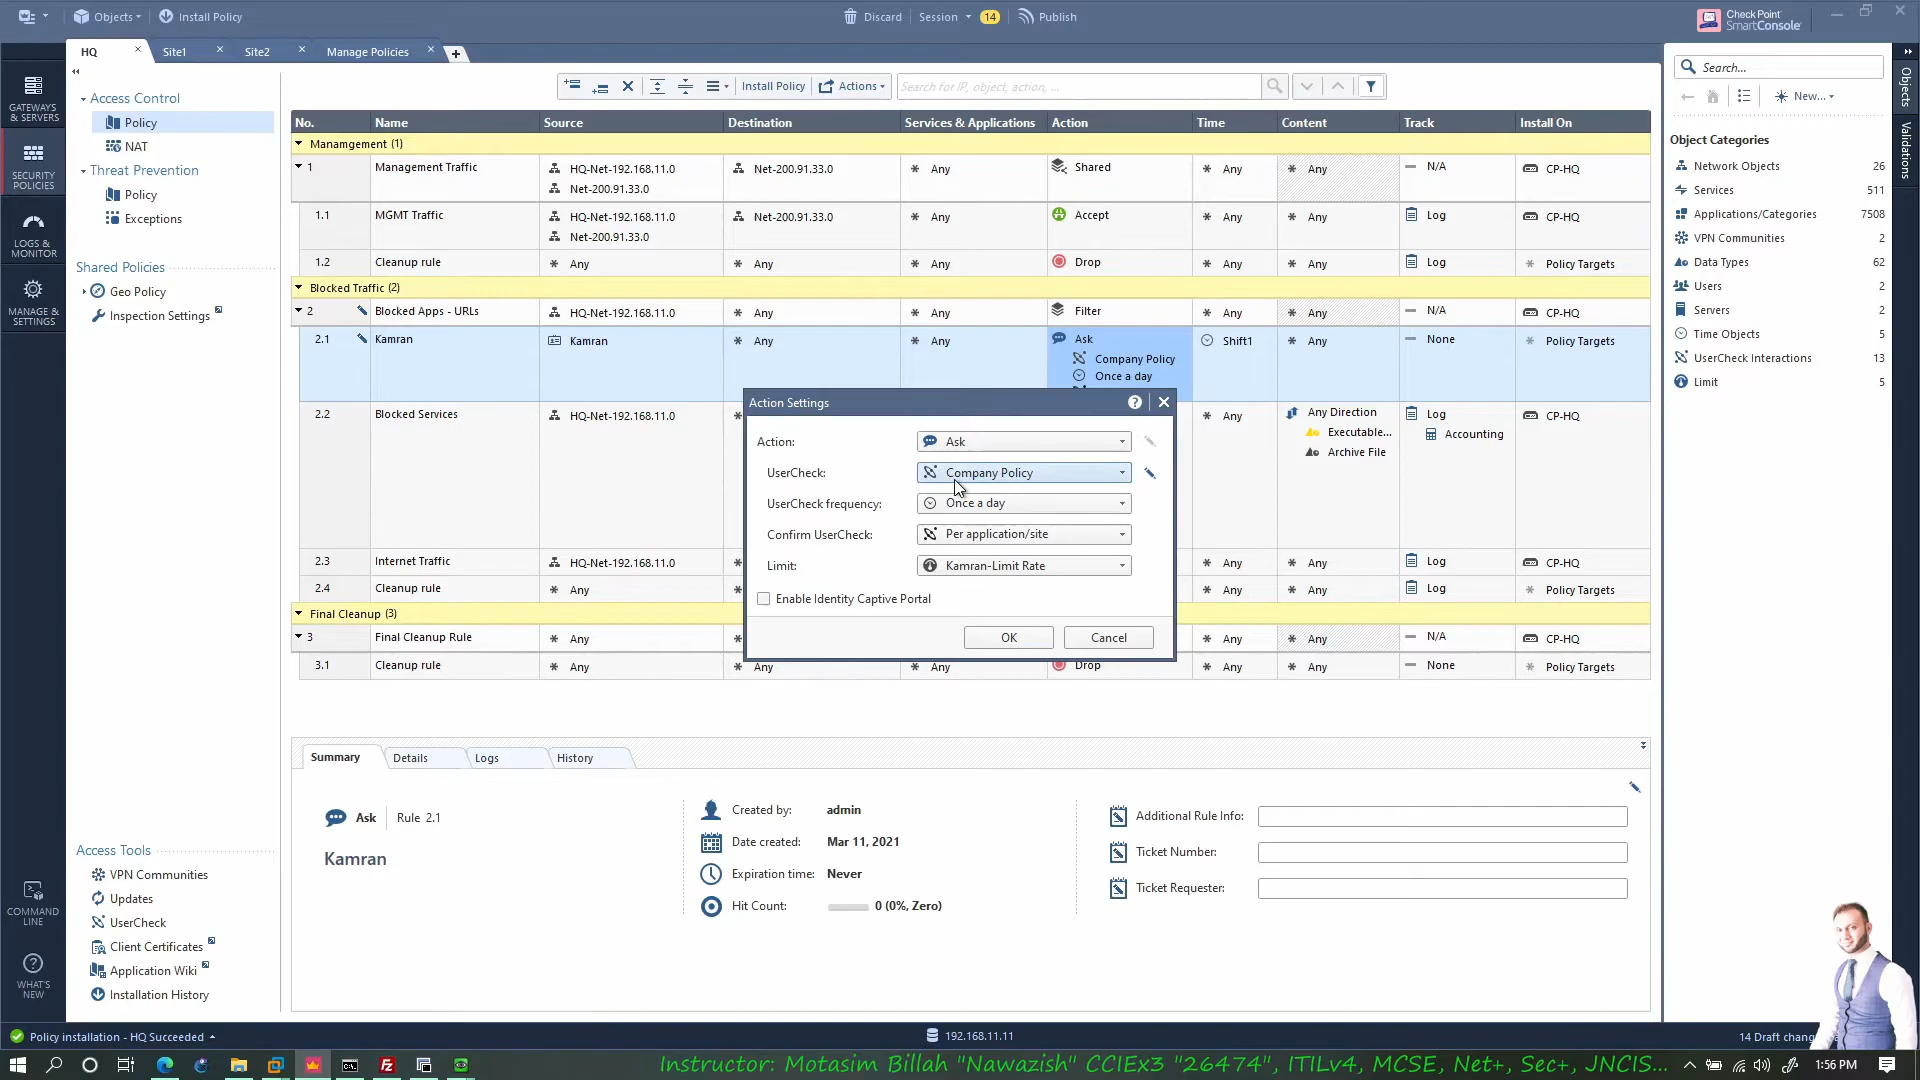 Objects
Install Policy
Discard
Session
14
Publish
Check Point
SmartConsole
HQ
Site1
Site2
Manage Policies
GATEWAYS
& SERVERS
SECURITY
POLICIES
LOGS &
MONITOR
MANAGE &
SETTINGS
COMMAND
LINE
WHAT'S
NEW
Access Control
Policy
NAT
Threat Prevention
Policy
Exceptions
Shared Policies
Geo Policy
Inspection Settings
Access Tools
VPN Communities
Updates
UserCheck
Client Certificates
Application Wiki
Installation History
Install Policy
Actions
Search for IP, object, action, ...
No. Name Source Destination Services & Applications Action Time Content Track Install On
Manamgement (1)
1 Management Traffic HQ-Net-192.168.11.0 Net-200.91.33.0 Any Shared Any Any N/A CP-HQ
Net-200.91.33.0
1.1 MGMT Traffic HQ-Net-192.168.11.0 Net-200.91.33.0 Any Accept Any Any Log CP-HQ
Net-200.91.33.0
1.2 Cleanup rule Any Any Any Drop Any Any Log Policy Targets
Blocked Traffic (2)
2 Blocked Apps - URLs HQ-Net-192.168.11.0 Any Any Filter Any Any N/A CP-HQ
2.1 Kamran Kamran Any Any Ask Shift1 Any None Policy Targets
Company Policy
Once a day
2.2 Blocked Services HQ-Net-192.168.11.0 Any Any Direction Log CP-HQ
Executable... Accounting
Archive File
2.3 Internet Traffic HQ-Net-192.168.11.0 Any Any Log CP-HQ
2.4 Cleanup rule Any Any Any Log Policy Targets
Final Cleanup (3)
3 Final Cleanup Rule Any Any Any N/A CP-HQ
3.1 Cleanup rule Any Any Any Drop Any Any None Policy Targets
Action Settings
Action: Ask
UserCheck: Company Policy
UserCheck frequency: Once a day
Confirm UserCheck: Per application/site
Limit: Kamran-Limit Rate
Enable Identity Captive Portal
OK Cancel
Summary Details Logs History
Ask Rule 2.1
Kamran
Created by: admin
Date created: Mar 11, 2021
Expiration time: Never
Hit Count: 0 (0%, Zero)
Additional Rule Info:
Ticket Number:
Ticket Requester:
Search...
New...
Object Categories
Network Objects 26
Services 511
Applications/Categories 7508
VPN Communities 2
Data Types 62
Users 2
Servers 2
Time Objects 5
UserCheck Interactions 13
Limit 5
Objects
Validations
Policy installation - HQ Succeeded
192.168.11.11
14 Draft
Instructor: Motasim Billah "Nawazish" CCIEx3 "26474", ITILv4, MCSE, Net+, Sec+, JNCIS...
1:56 PM